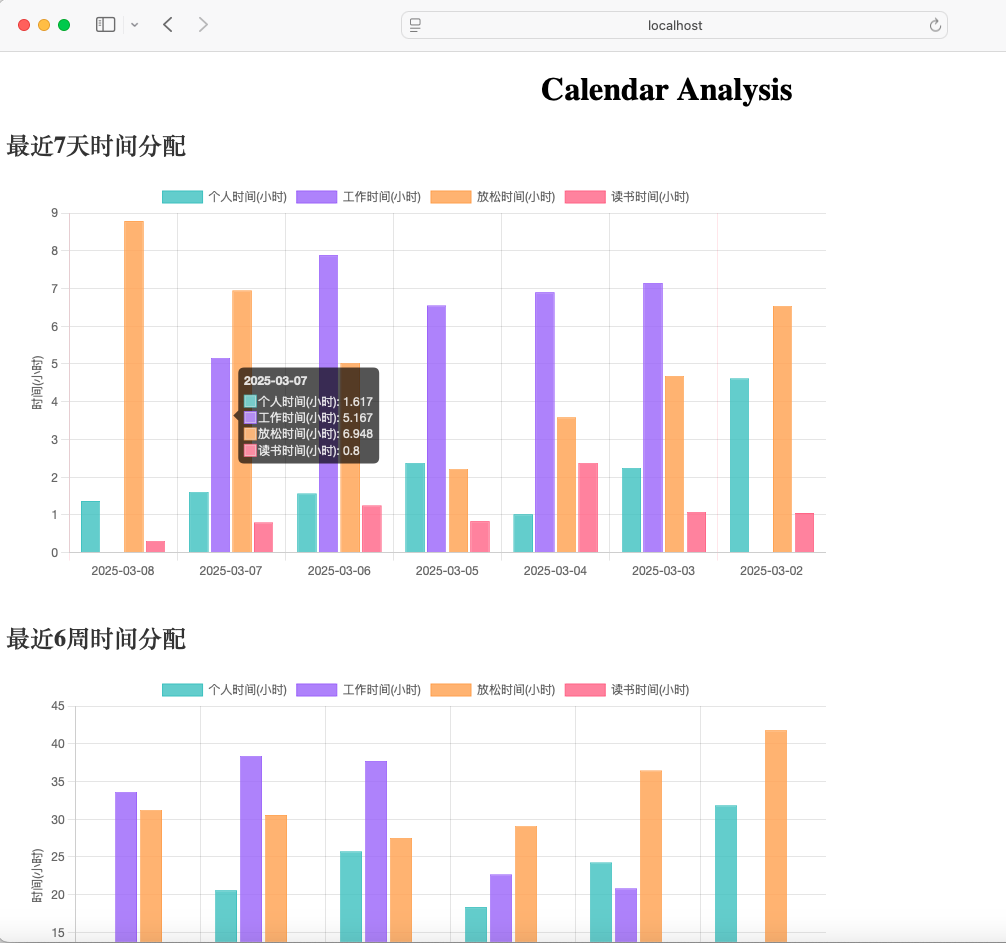 localhost
Calendar Analysis
最近7天时间分配
个人时间(小时) 工作时间(小时) 放松时间(小时) 读书时间(小时)
9
8
7
6
5
4
3
2
1
0
时间(小时)
2025-03-07
个人时间(小时): 1.617
工作时间(小时): 5.167
放松时间(小时): 6.948
读书时间(小时): 0.8
2025-03-08 2025-03-07 2025-03-06 2025-03-05 2025-03-04 2025-03-03 2025-03-02
最近6周时间分配
个人时间(小时) 工作时间(小时) 放松时间(小时) 读书时间(小时)
45
40
35
30
25
20
15
时间(小时)